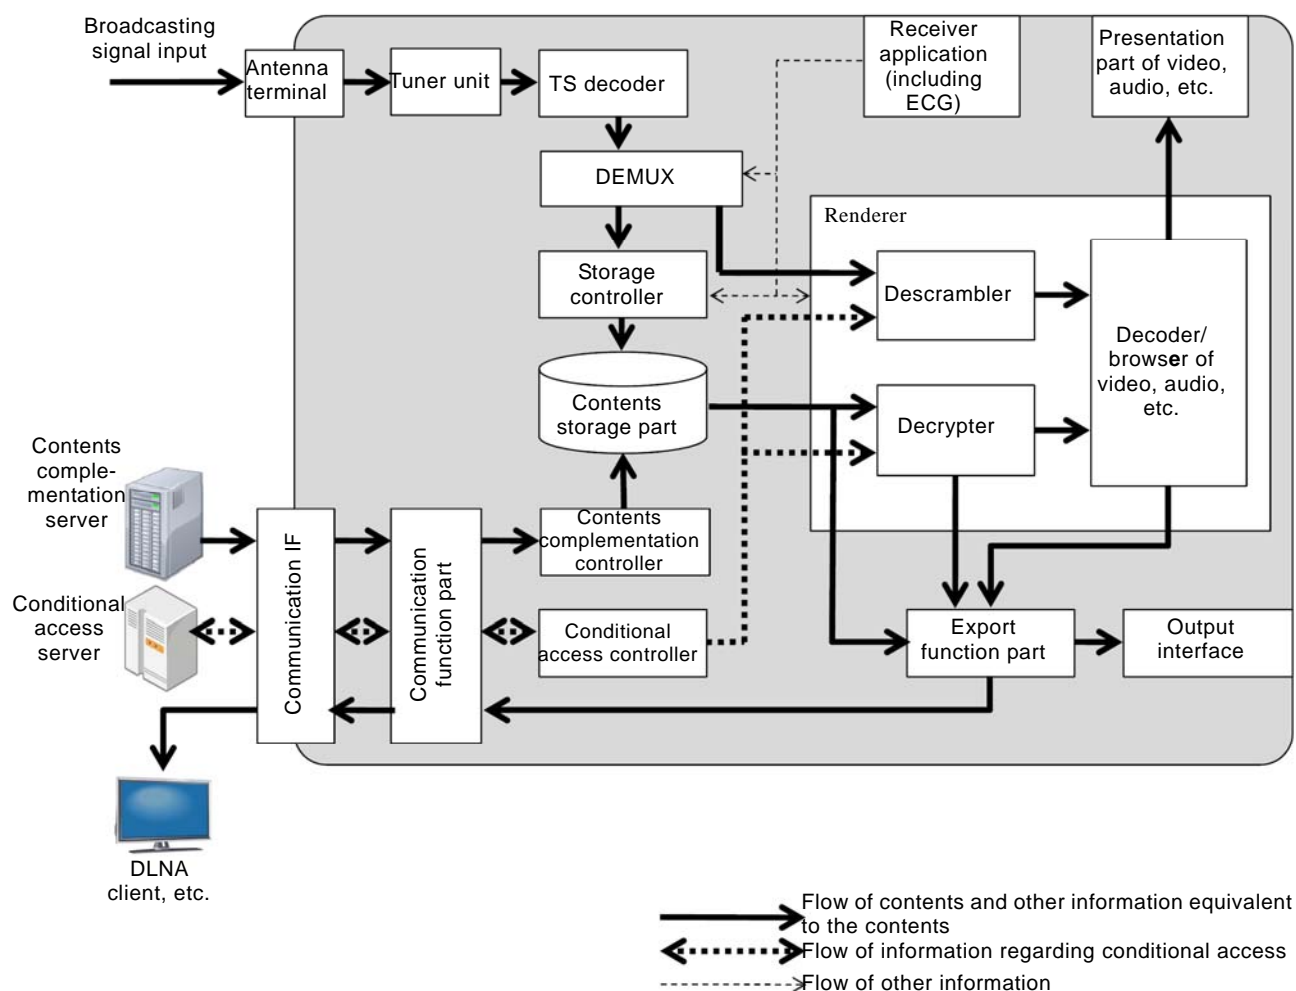 Broadcasting
signal input
Antenna
terminal
Tuner unit
TS decoder
Receiver
application
(including
ECG)
Presentation
part of video,
audio, etc.
DEMUX
Renderer
Storage
controller
Descrambler
Decoder/
browser of
video, audio,
etc.
Contents
storage part
Decrypter
Contents
comple-
mentation
server
Communication IF
Communication
function part
Contents
complementation
controller
Conditional
access
server
Conditional
access controller
Export
function part
Output
interface
DLNA
client, etc.
Flow of contents and other information equivalent
to the contents
Flow of information regarding conditional access
Flow of other information